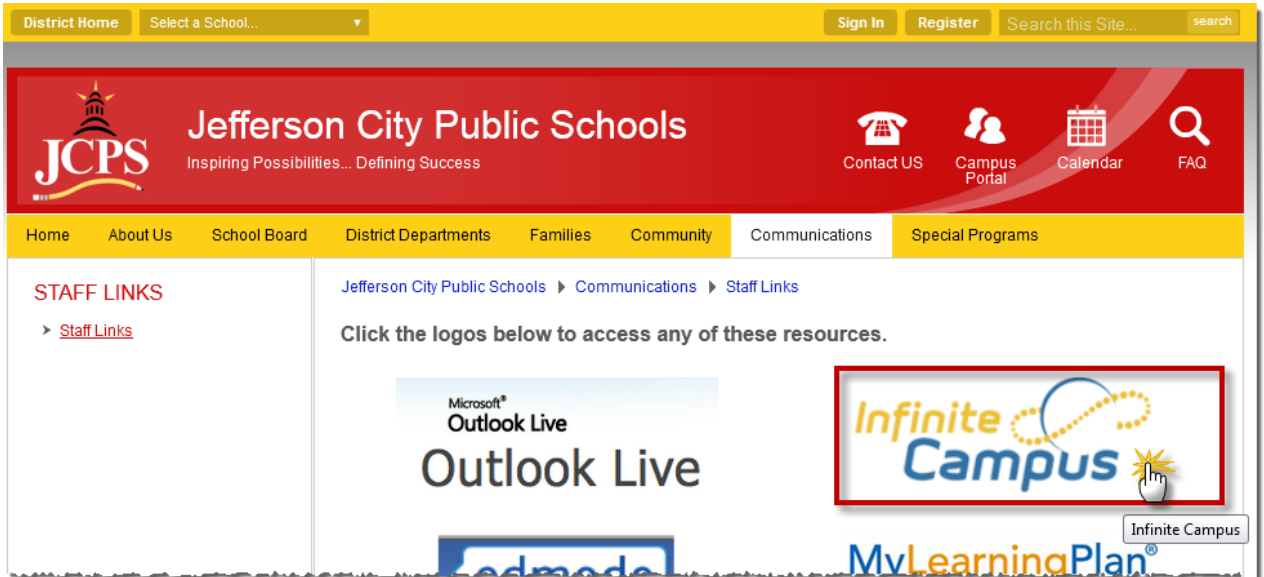 District Home Select a School... Sign In Register Search this Site... search
JCPS
Jefferson City Public Schools
Inspiring Possibilities... Defining Success
Contact US Campus Portal Calendar FAQ
Home About Us School Board District Departments Families Community Communications Special Programs
STAFF LINKS
Staff Links
Jefferson City Public Schools Communications Staff Links
Click the logos below to access any of these resources.
Microsoft®
Outlook Live
Outlook Live
Infinite
Campus
Infinite Campus
edmodo
MyLearningPlan®